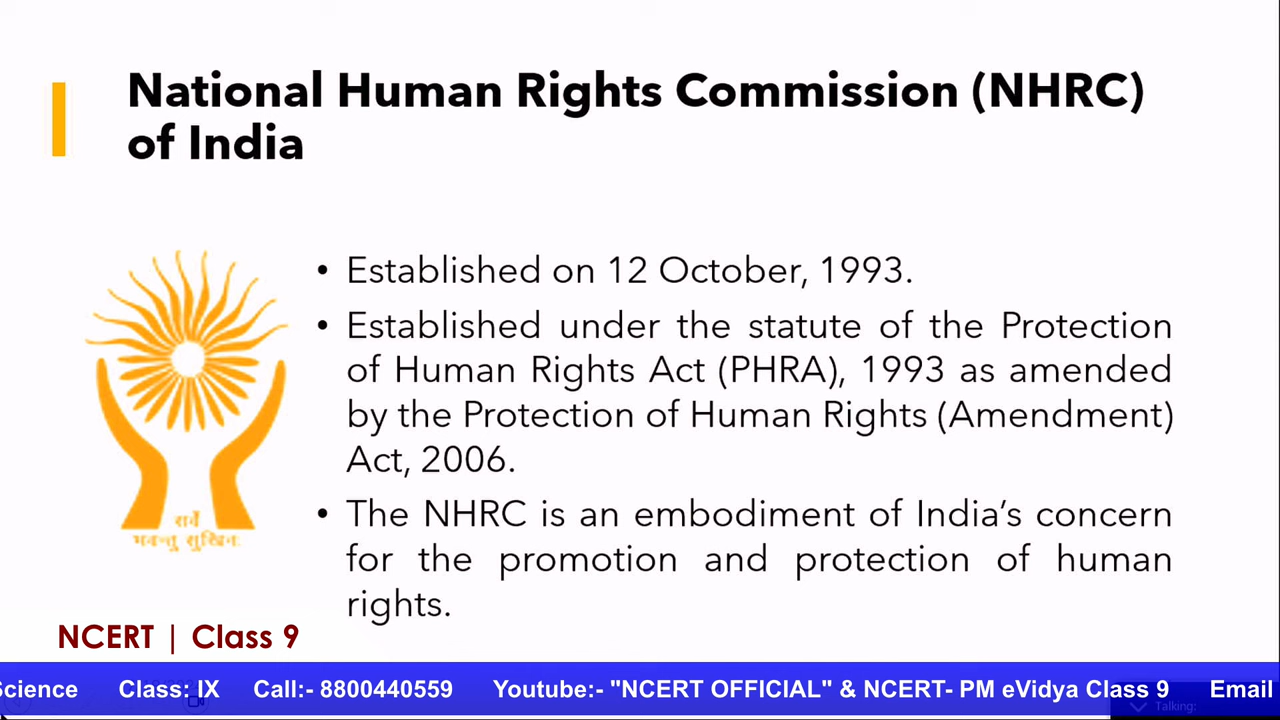 National Human Rights Commission (NHRC)
of India
• Established on 12 October, 1993.
• Established under the statute of the Protection
of Human Rights Act (PHRA), 1993 as amended
by the Protection of Human Rights (Amendment)
Act, 2006.
• The NHRC is an embodiment of India’s concern
for the promotion and protection of human
rights.
सर्वे
भवन्तु सुखिनः
NCERT | Class 9
Science Class: IX Call:- 8800440559 Youtube:- "NCERT OFFICIAL" & NCERT- PM eVidya Class 9 Email
Talking: